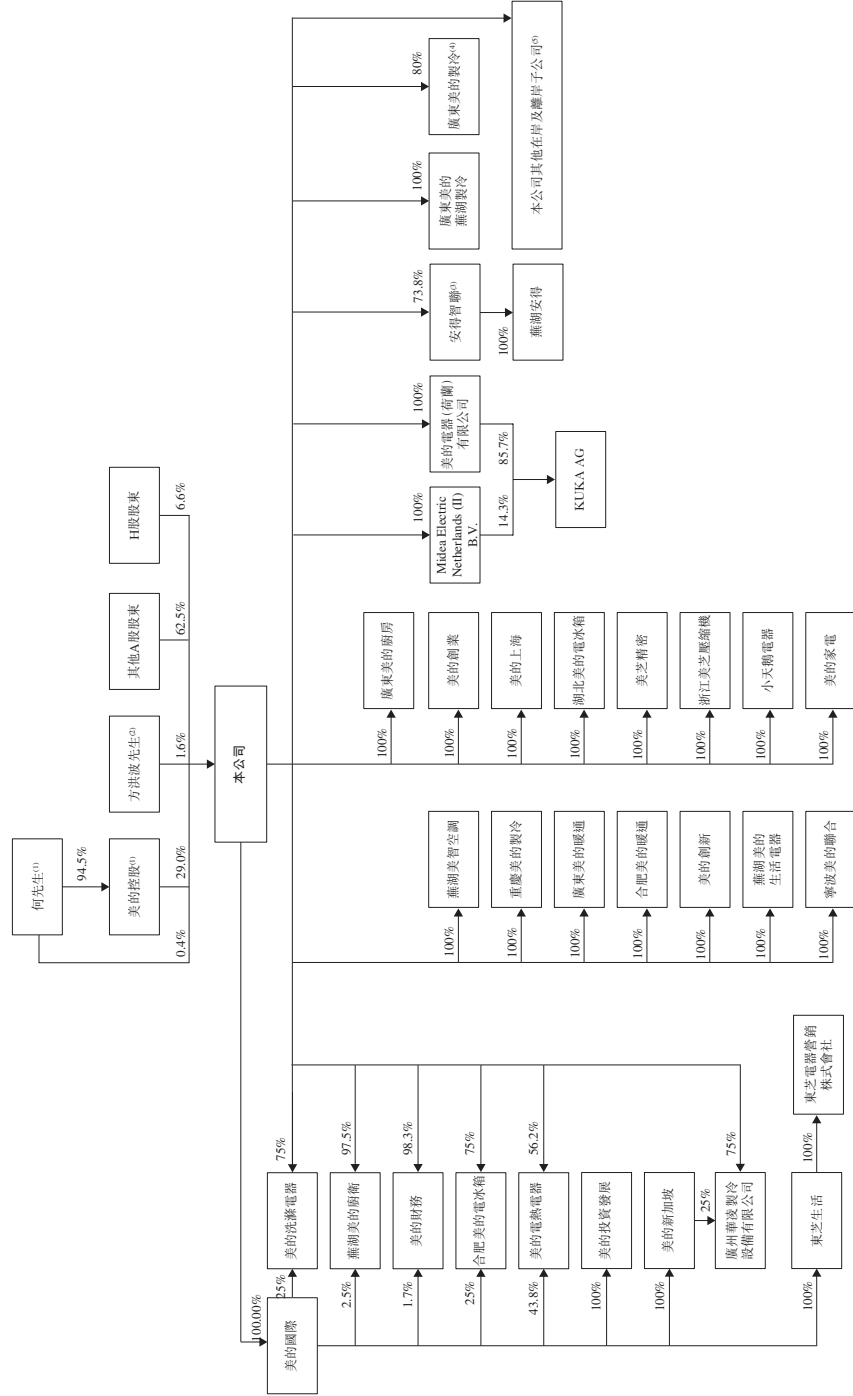 何先生(1)
94.5%
美的控股(1)
方洪波先生(2)
其他A股股東
H股股東
0.4%
29.0%
1.6%
62.5%
6.6%
本公司
100.00%
美的國際
25%
美的洗滌電器
75%
2.5%
蕪湖美的廚衛
97.5%
1.7%
美的財務
98.3%
25%
合肥美的電冰箱
75%
43.8%
美的電熱電器
56.2%
100%
美的投資發展
100%
美的新加坡
25%
廣州華凌製冷
設備有限公司
75%
100%
東芝生活
100%
東芝電器營銷
株式會社
100%
蕪湖美智空調
100%
重慶美的製冷
100%
廣東美的暖通
100%
合肥美的暖通
100%
美的創新
100%
蕪湖美的
生活電器
100%
寧波美的聯合
100%
廣東美的廚房
100%
美的創業
100%
美的上海
100%
湖北美的電冰箱
100%
美芝精密
100%
浙江美芝壓縮機
100%
小天鵝電器
100%
美的家電
100%
Midea Electric
Netherlands (II)
B.V.
14.3%
100%
美的電器(荷蘭)
有限公司
85.7%
KUKA AG
73.8%
安得智聯(3)
100%
蕪湖安得
100%
廣東美的
蕪湖製冷
80%
廣東美的製冷(4)
本公司其他在岸及離岸子公司(5)